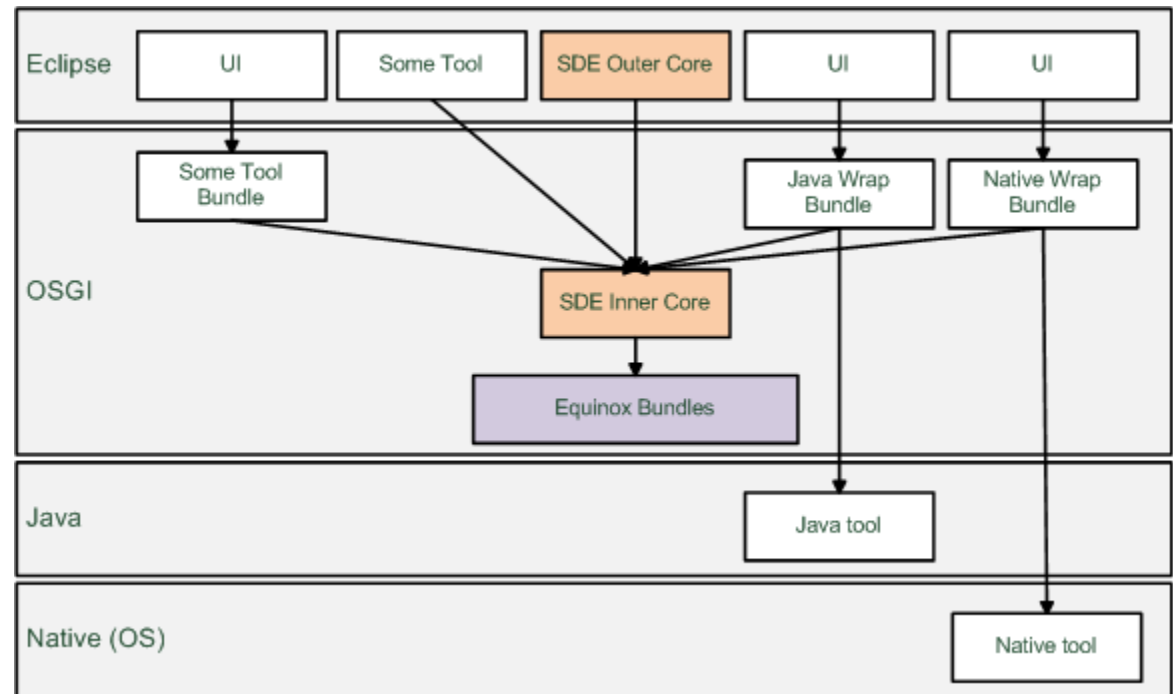 Eclipse
UI
Some Tool
SDE Outer Core
UI
UI
OSGI
Some Tool
Bundle
Java Wrap
Bundle
Native Wrap
Bundle
SDE Inner Core
Equinox Bundles
Java
Java tool
Native (OS)
Native tool